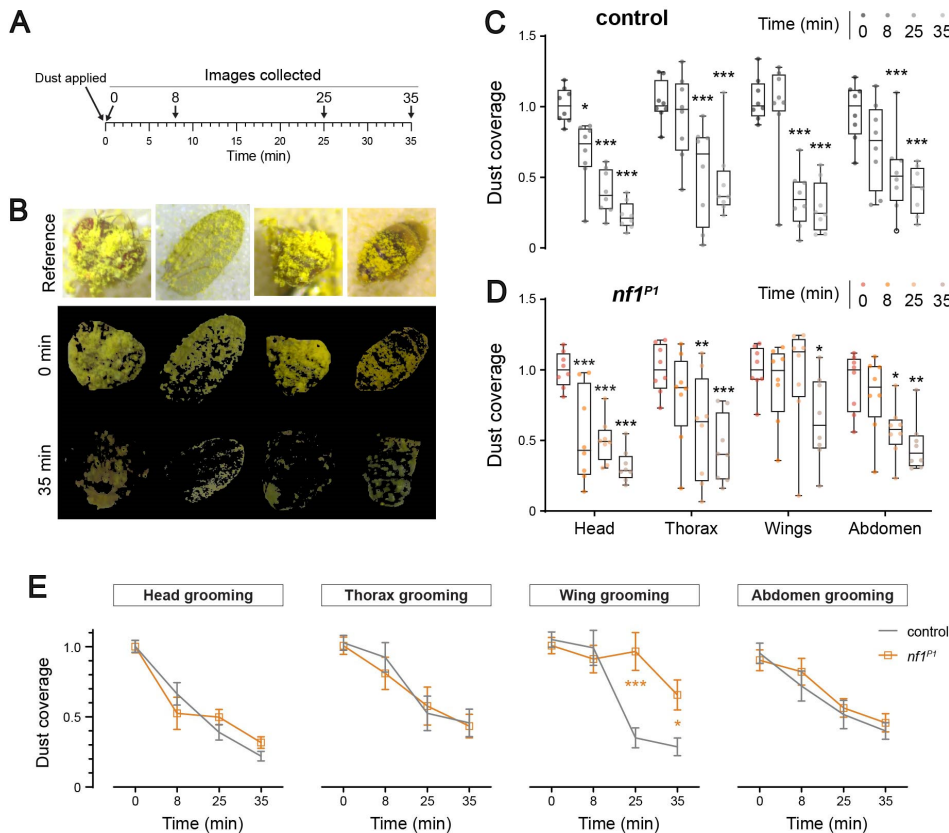 A
Dust applied
Images collected
0 8 25 35
0 5 10 15 20 25 30 35
Time (min)
B
Reference
0 min
35 min
C
control
Time (min) 0 8 25 35
Dust coverage
1.5
1.0
0.5
0
* *** ***
*** ***
*** ***
*** ***
D
nf1ᴾ¹
Time (min) 0 8 25 35
Dust coverage
1.5
1.0
0.5
0
*** *** ***
** ***
*
* **
Head Thorax Wings Abdomen
E
Head grooming Thorax grooming Wing grooming Abdomen grooming
control
nf1ᴾ¹
Dust coverage
1.0
0.5
0
***
*
0 8 25 35 0 8 25 35 0 8 25 35 0 8 25 35
Time (min) Time (min) Time (min) Time (min)